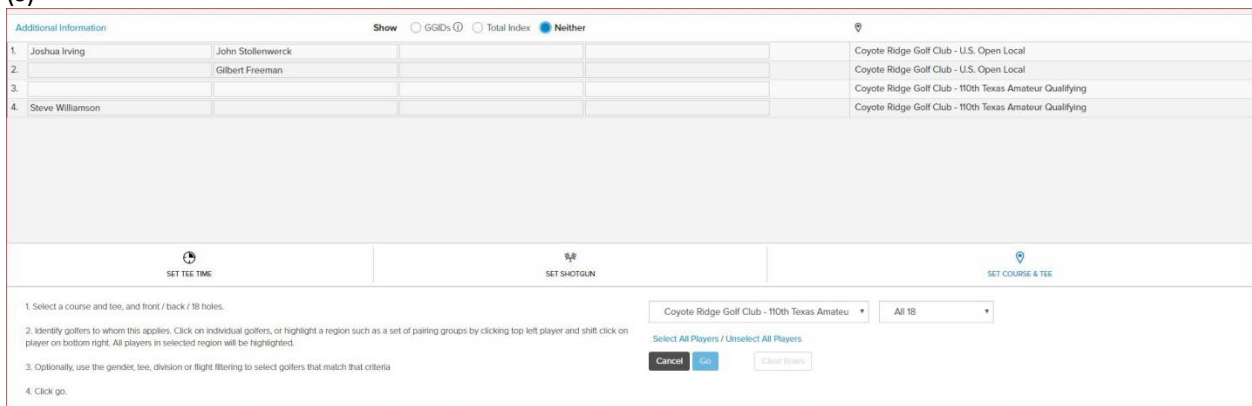 (3)
Additional Information Show GGIDs Total Index Neither
1. Joshua Irving John Stollenwerck Coyote Ridge Golf Club - U.S. Open Local
2. Gilbert Freeman Coyote Ridge Golf Club - U.S. Open Local
3. Coyote Ridge Golf Club - 110th Texas Amateur Qualifying
4. Steve Williamson Coyote Ridge Golf Club - 110th Texas Amateur Qualifying
SET TEE TIME SET SHOTGUN SET COURSE & TEE
1. Select a course and tee, and front / back / 18 holes.
Coyote Ridge Golf Club - 110th Texas Amateu All 18
2. Identify golfers to whom this applies. Click on individual golfers, or highlight a region such as a set of pairing groups by clicking top left player and shift click on
player on bottom right. All players in selected region will be highlighted.
Select All Players / Unselect All Players
3. Optionally, use the gender, tee, division or flight filtering to select golfers that match that criteria
Cancel Go Clear Rows
4. Click go.